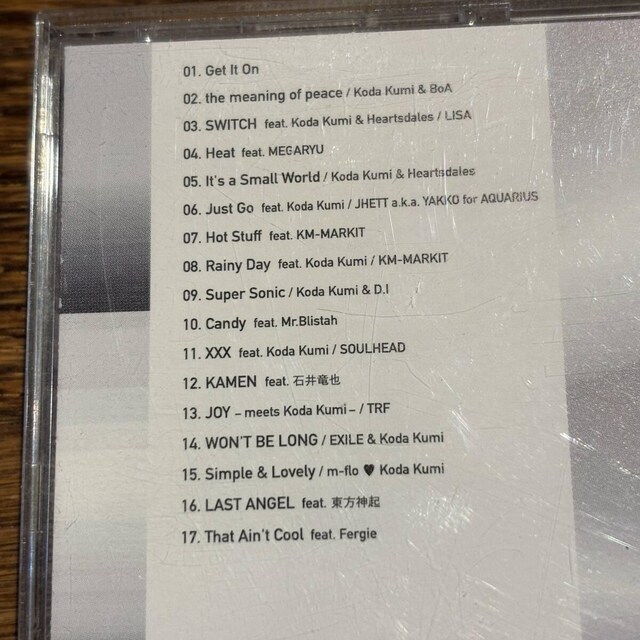 01. Get It On
02. the meaning of peace / Koda Kumi & BoA
03. SWITCH feat. Koda Kumi & Heartsdales / LISA
04. Heat feat. MEGARYU
05. It's a Small World / Koda Kumi & Heartsdales
06. Just Go feat. Koda Kumi / JHETT a.k.a. YAKKO for AQUARIUS
07. Hot Stuff feat. KM-MARKIT
08. Rainy Day feat. Koda Kumi / KM-MARKIT
09. Super Sonic / Koda Kumi & D.I
10. Candy feat. Mr.Blistah
11. XXX feat. Koda Kumi / SOULHEAD
12. KAMEN feat. 石井竜也
13. JOY – meets Koda Kumi – / TRF
14. WON'T BE LONG / EXILE & Koda Kumi
15. Simple & Lovely / m-flo ♥ Koda Kumi
16. LAST ANGEL feat. 東方神起
17. That Ain't Cool feat. Fergie